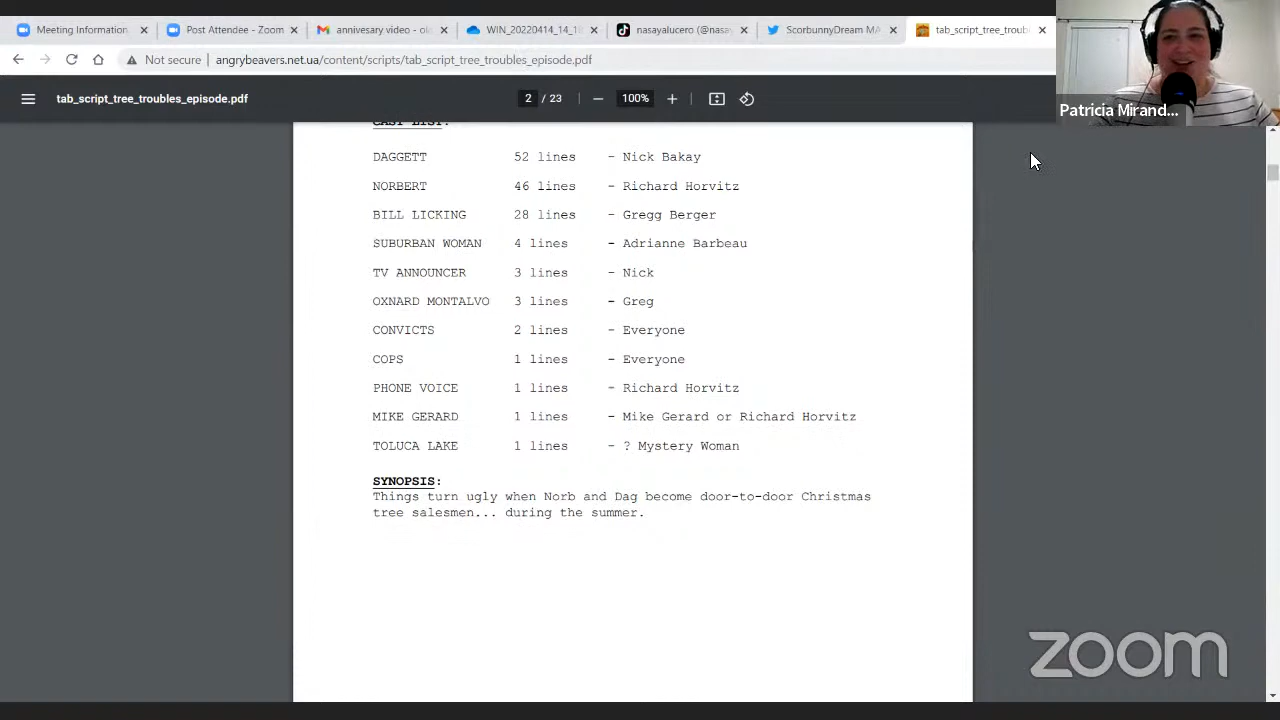 Meeting Information
Post Attendee - Zoom
annivesary video - ol
WIN_20220414_14_18
nasayalucero (@nasay
ScorbunnyDream MA
tab_script_tree_troub
Not secure
angrybeavers.net.ua/content/scripts/tab_script_tree_troubles_episode.pdf
Patricia Mirand...
tab_script_tree_troubles_episode.pdf
2 / 23
100%
CAST LIST:
DAGGETT 52 lines - Nick Bakay
NORBERT 46 lines - Richard Horvitz
BILL LICKING 28 lines - Gregg Berger
SUBURBAN WOMAN 4 lines - Adrianne Barbeau
TV ANNOUNCER 3 lines - Nick
OXNARD MONTALVO 3 lines - Greg
CONVICTS 2 lines - Everyone
COPS 1 lines - Everyone
PHONE VOICE 1 lines - Richard Horvitz
MIKE GERARD 1 lines - Mike Gerard or Richard Horvitz
TOLUCA LAKE 1 lines - ? Mystery Woman
SYNOPSIS:
Things turn ugly when Norb and Dag become door-to-door Christmas
tree salesmen... during the summer.
zoom